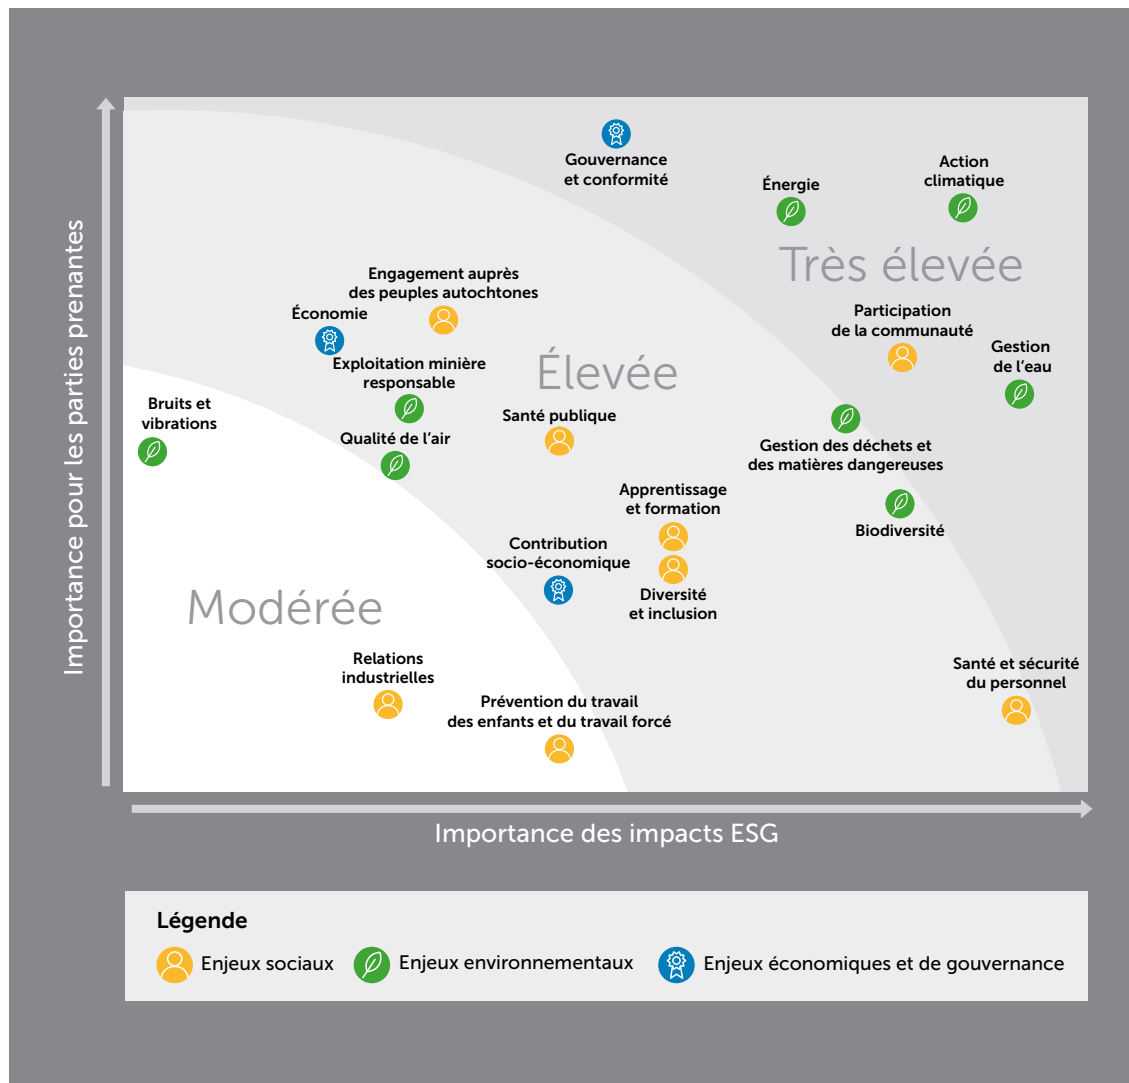 Gouvernance
et conformité
Action
climatique
Énergie
Très élevée
Engagement auprès
des peuples autochtones
Économie
Participation
de la communauté
Gestion
de l’eau
Exploitation minière
responsable
Élevée
Bruits et
vibrations
Santé publique
Qualité de l’air
Gestion des déchets et
des matières dangereuses
Apprentissage
et formation
Biodiversité
Contribution
socio-économique
Diversité
et inclusion
Modérée
Relations
industrielles
Santé et sécurité
du personnel
Prévention du travail
des enfants et du travail forcé
Importance pour les parties prenantes
Importance des impacts ESG
Légende
Enjeux sociaux
Enjeux environnementaux
Enjeux économiques et de gouvernance